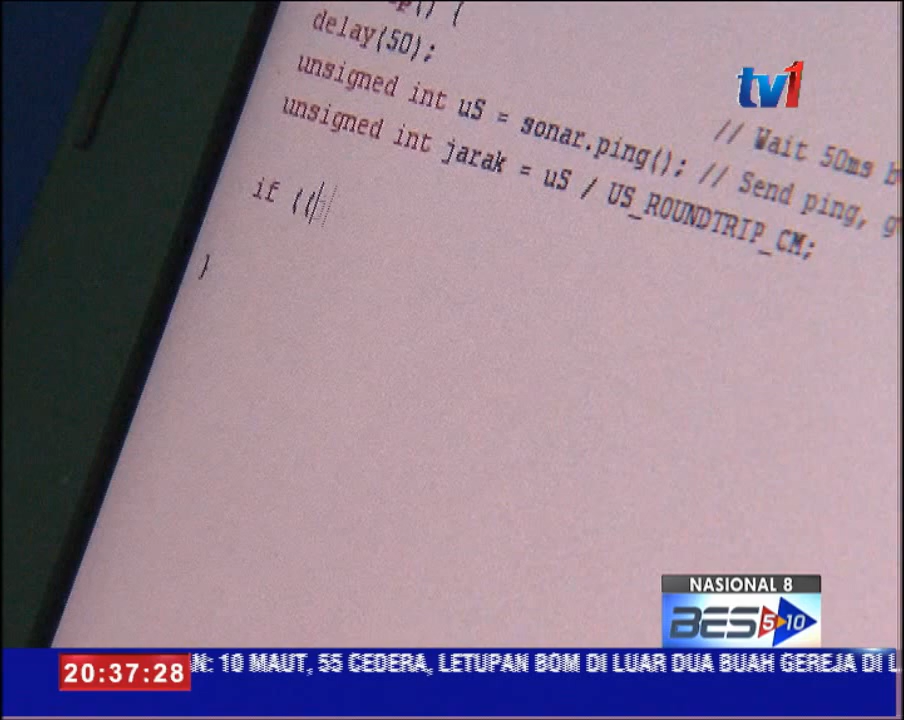 () {
delay(50);
unsigned int uS = sonar.ping(); // Wait 50ms
unsigned int jarak = uS / US_ROUNDTRIP_CM; // Send ping,
if ((
}
tv1
NASIONAL 8
BES 5 10
20:37:28 N: 10 MAUT, 55 CEDERA, LETUPAN BOM DI LUAR DUA BUAH GEREJA DI L